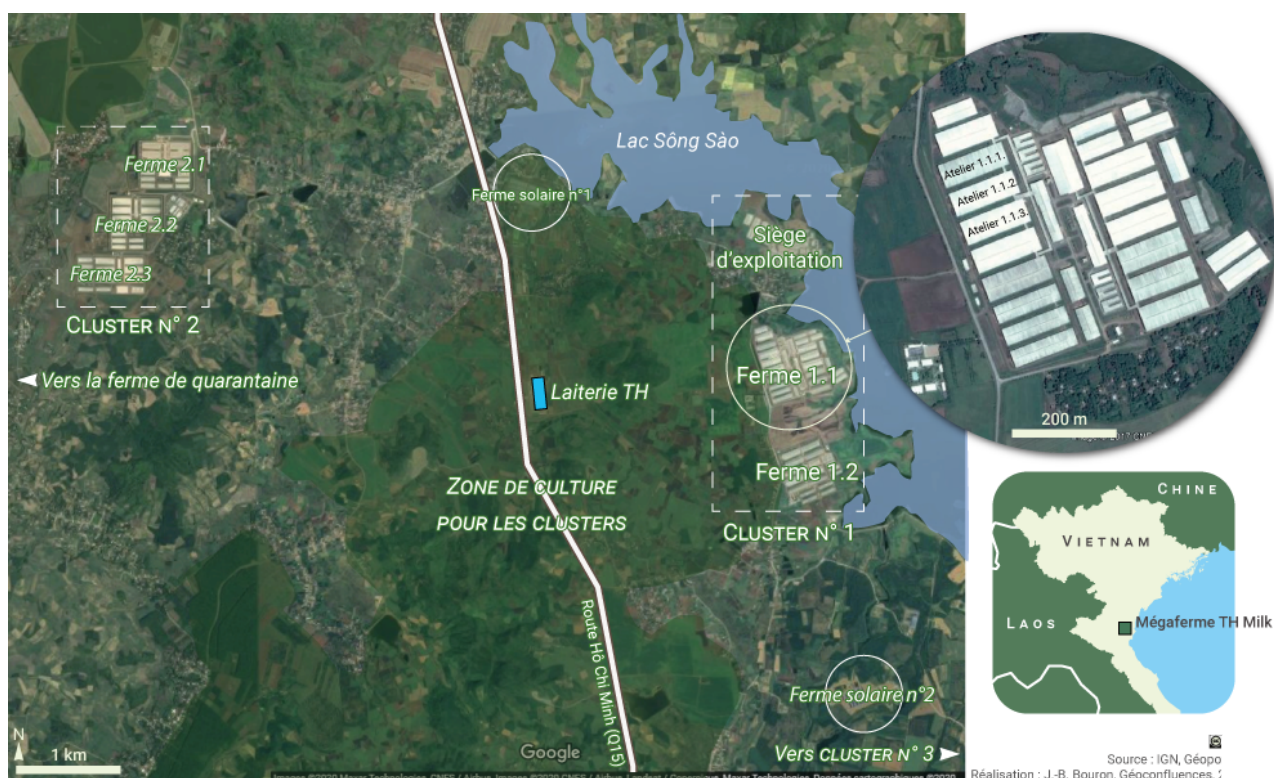 Lac Sông Sào
Ferme 2.1
Ferme 2.2
Ferme 2.3
CLUSTER N° 2
Ferme solaire n°1
Siège
d'exploitation
Ferme 1.1
Ferme 1.2
CLUSTER N° 1
Atelier 1.1.1.
Atelier 1.1.2.
Atelier 1.1.3.
200 m
Vers la ferme de quarantaine
Laiterie TH
ZONE DE CULTURE
POUR LES CLUSTERS
Route Hô Chi Minh (Q15)
Ferme solaire n°2
Vers CLUSTER N° 3
N
1 km
Google
CHINE
VIETNAM
LAOS
Mégaferme TH Milk
Source : IGN, Géopo
Réalisation : J.-B. Bouron, Géoconfluences,